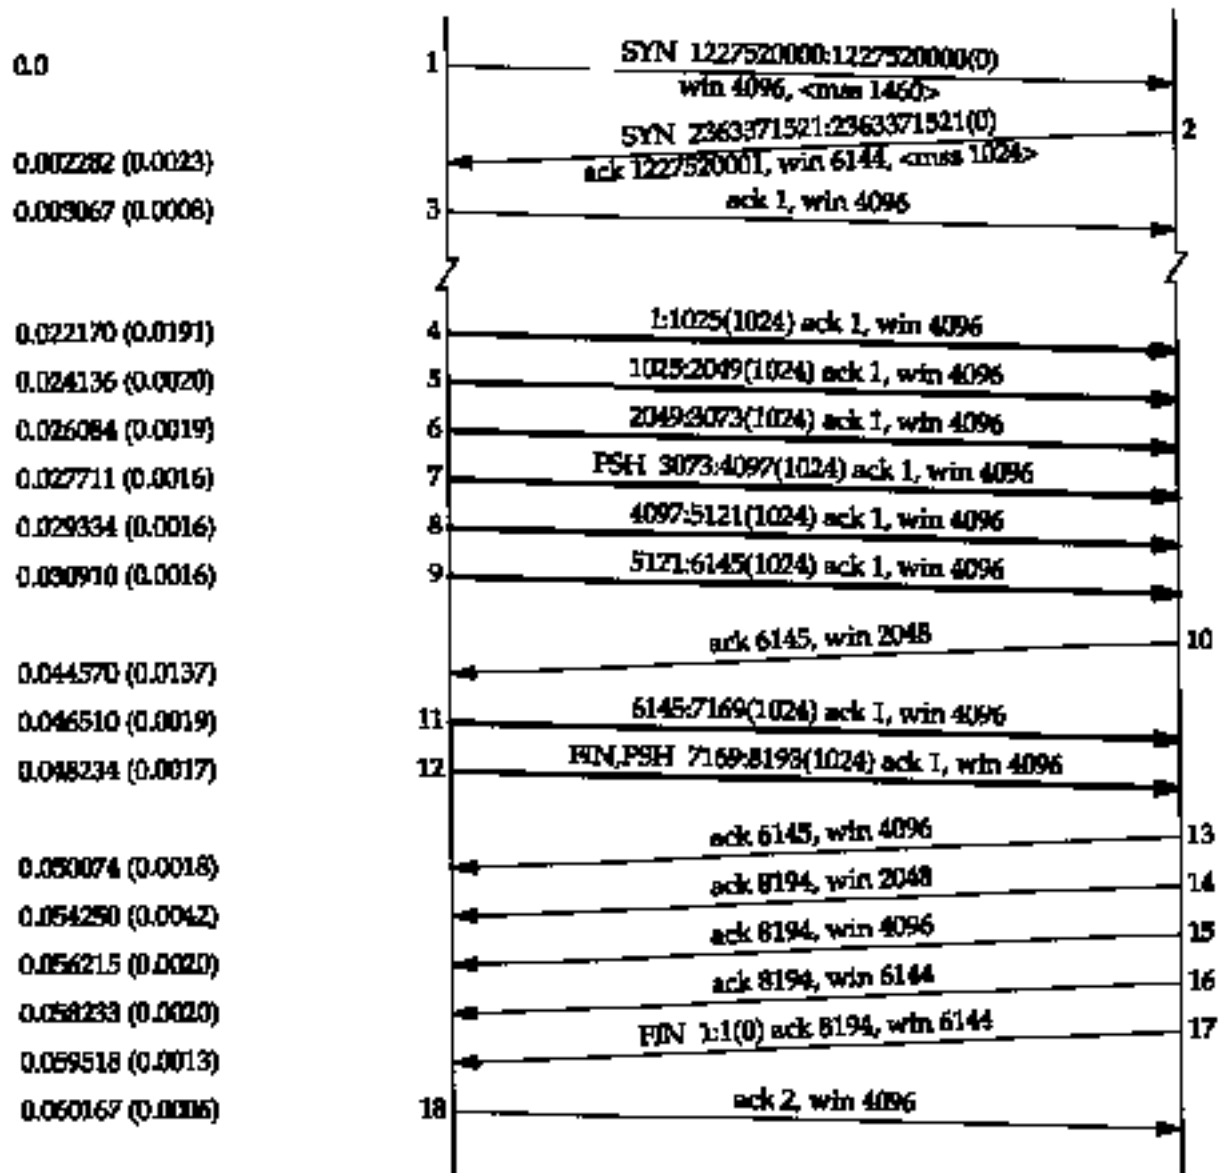 0.0
1
SYN 1227520000:1227520000(0)
win 4096, <mss 1460>
SYN 2363371521:2363371521(0)
2
0.002282 (0.0023)
ack 1227520001, win 6144, <mss 1024>
0.003067 (0.0008)
3
ack 1, win 4096
0.022170 (0.0191)
4
1:1025(1024) ack 1, win 4096
0.024136 (0.0020)
5
1025:2049(1024) ack 1, win 4096
0.026084 (0.0019)
6
2049:3073(1024) ack 1, win 4096
0.027711 (0.0016)
7
PSH 3073:4097(1024) ack 1, win 4096
0.029334 (0.0016)
8
4097:5121(1024) ack 1, win 4096
0.030910 (0.0016)
9
5121:6145(1024) ack 1, win 4096
ack 6145, win 2048
10
0.044570 (0.0137)
0.046510 (0.0019)
11
6145:7169(1024) ack 1, win 4096
0.048234 (0.0017)
12
FIN,PSH 7169:8193(1024) ack 1, win 4096
ack 6145, win 4096
13
0.050074 (0.0018)
ack 8194, win 2048
14
0.054250 (0.0042)
ack 8194, win 4096
15
0.056215 (0.0020)
ack 8194, win 6144
16
0.058233 (0.0020)
FIN 1:1(0) ack 8194, win 6144
17
0.059518 (0.0013)
0.060167 (0.0006)
18
ack 2, win 4096